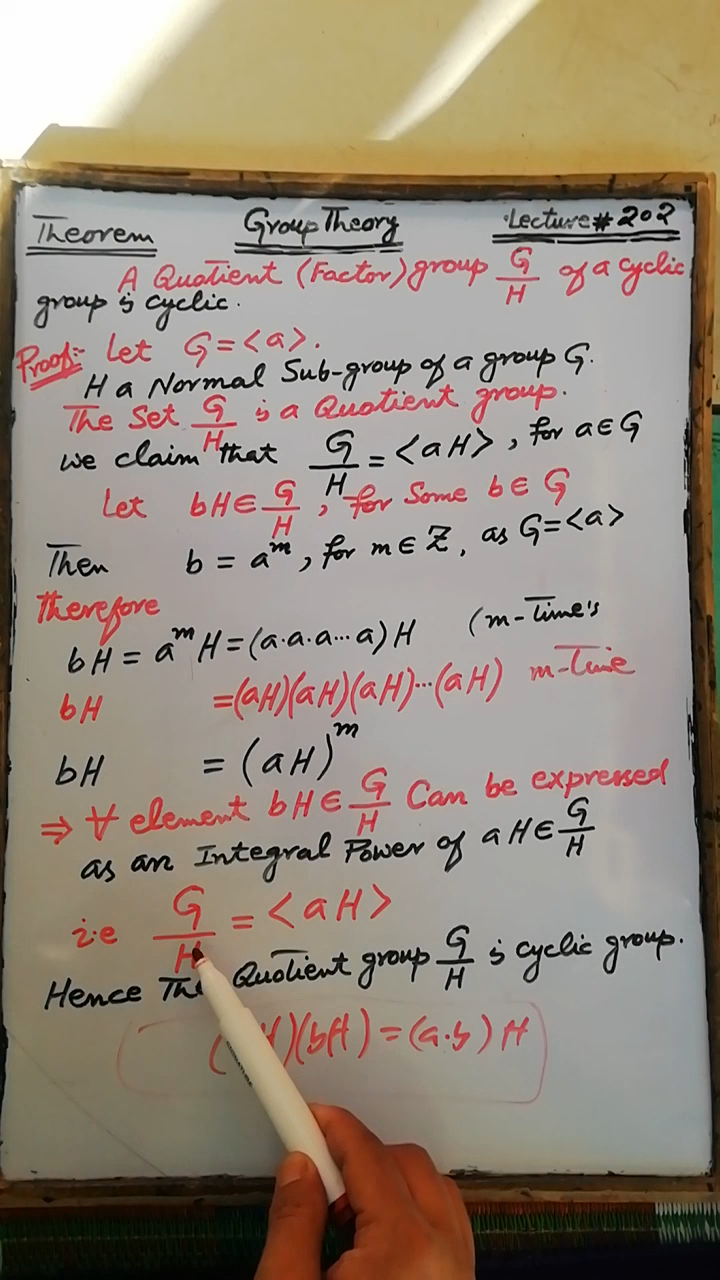 Theorem Group Theory Lecture # 202
A Quotient (Factor) group G/H of a cyclic
group is cyclic.
Proof:- Let G = <a>.
H a Normal Sub-group of a group G.
The Set G/H is a Quotient group.
we claim that G/H = <aH>, for a ∈ G
Let bH ∈ G/H, for Some b ∈ G
Then b = a^m, for m ∈ Z, as G = <a>
therefore
bH = a^m H = (a·a·a...a) H (m-Time's
bH = (aH)(aH)(aH)...(aH) m-Time
bH = (aH)^m
⇒ ∀ element bH ∈ G/H Can be expressed
as an Integral Power of aH ∈ G/H
i.e G/H = <aH>
Hence The Quotient group G/H is cyclic group.
( H)(bH) = (a·b) H